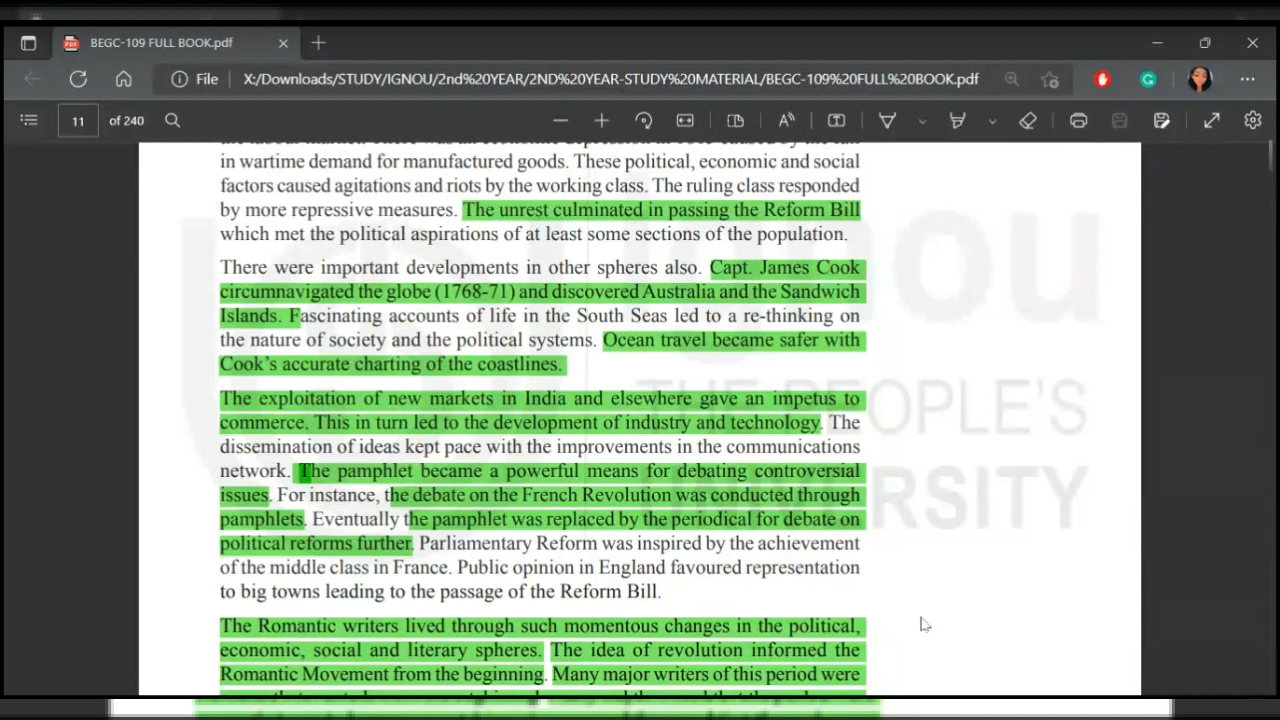 BEGC-109 FULL BOOK.pdf
File X:/Downloads/STUDY/IGNOU/2nd%20YEAR/2ND%20YEAR-STUDY%20MATERIAL/BEGC-109%20FULL%20BOOK.pdf
11 of 240
in wartime demand for manufactured goods. These political, economic and social
factors caused agitations and riots by the working class. The ruling class responded
by more repressive measures. The unrest culminated in passing the Reform Bill
which met the political aspirations of at least some sections of the population.
There were important developments in other spheres also. Capt. James Cook
circumnavigated the globe (1768-71) and discovered Australia and the Sandwich
Islands. Fascinating accounts of life in the South Seas led to a re-thinking on
the nature of society and the political systems. Ocean travel became safer with
Cook's accurate charting of the coastlines.
The exploitation of new markets in India and elsewhere gave an impetus to
commerce. This in turn led to the development of industry and technology. The
dissemination of ideas kept pace with the improvements in the communications
network. The pamphlet became a powerful means for debating controversial
issues. For instance, the debate on the French Revolution was conducted through
pamphlets. Eventually the pamphlet was replaced by the periodical for debate on
political reforms further. Parliamentary Reform was inspired by the achievement
of the middle class in France. Public opinion in England favoured representation
to big towns leading to the passage of the Reform Bill.
The Romantic writers lived through such momentous changes in the political,
economic, social and literary spheres. The idea of revolution informed the
Romantic Movement from the beginning. Many major writers of this period were
ignou
THE PEOPLE'S
UNIVERSITY